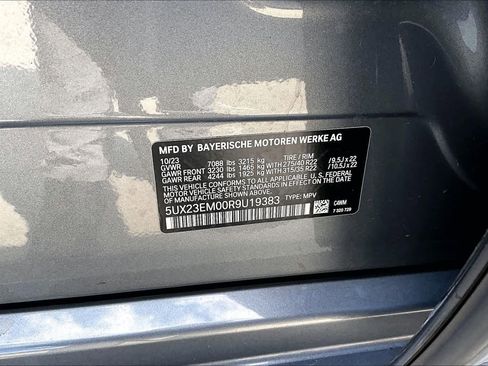 MFD BY BAYERISCHE MOTOREN WERKE AG
10/23 TIRE / RIM
GVWR 7088 lbs 3215 kg
GAWR FRONT 3230 lbs 1465 kg WITH 275/40 R22 / 9.5J x 22
GAWR REAR 4244 lbs 1925 kg WITH 315/35 R22 / 10.5J x 22
THIS VEHICLE CONFORMS TO ALL APPLICABLE U.S. FEDERAL
MOTOR VEHICLE SAFETY STANDARDS IN EFFECT ON THE DATE OF
MANUFACTURE SHOWN ABOVE.
5UX23EM00R9U19383 TYPE: MPV